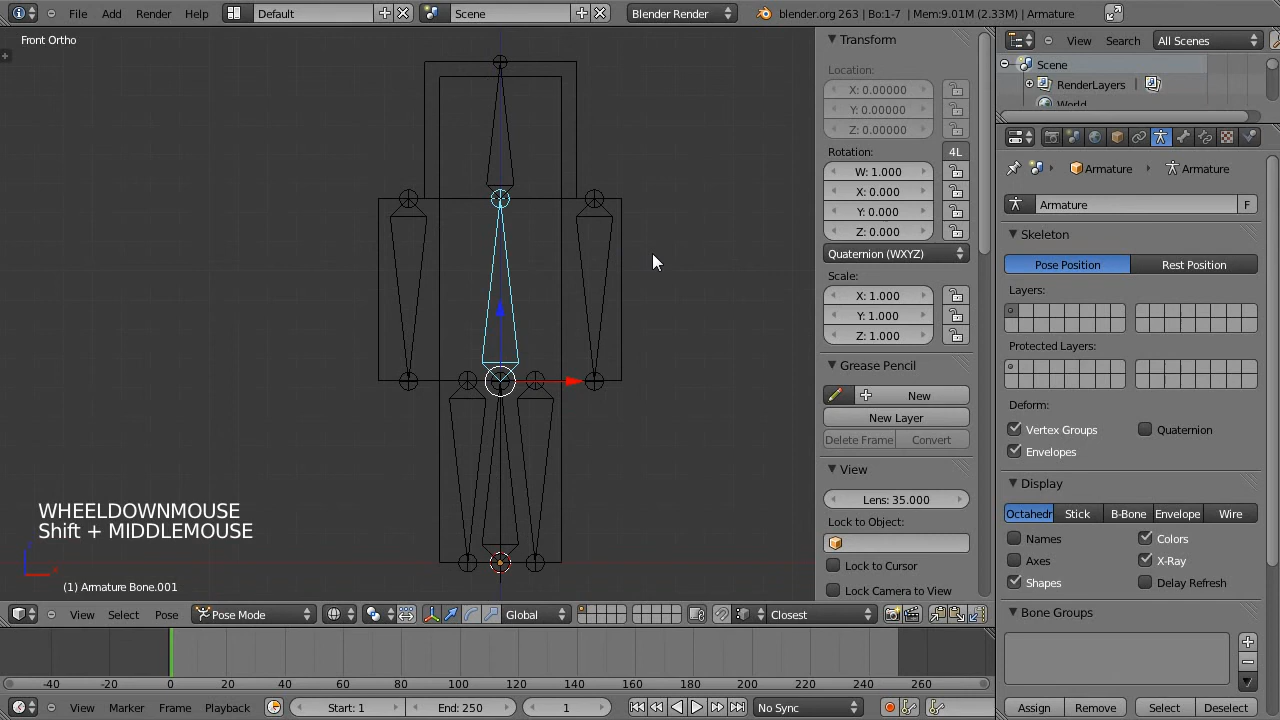 File Add Render Help Default Scene Blender Render blender.org 263 | Bo:1-7 | Mem:9.01M (2.33M) | Armature
Front Ortho
WHEELDOWNMOUSE
Shift + MIDDLEMOUSE
(1) Armature Bone.001
Transform
Location:
X: 0.00000
Y: 0.00000
Z: 0.00000
Rotation: 4L
W: 1.000
X: 0.000
Y: 0.000
Z: 0.000
Quaternion (WXYZ)
Scale:
X: 1.000
Y: 1.000
Z: 1.000
Grease Pencil
New
New Layer
Delete Frame Convert
View
Lens: 35.000
Lock to Object:
Lock to Cursor
Lock Camera to View
View Search All Scenes
Scene
RenderLayers |
World
Armature Armature
Armature F
Skeleton
Pose Position Rest Position
Layers:
Protected Layers:
Deform:
Vertex Groups Quaternion
Envelopes
Display
Octahedr Stick B-Bone Envelope Wire
Names Colors
Axes X-Ray
Shapes Delay Refresh
Bone Groups
Assign Remove Select Deselect
View Select Pose Pose Mode Global Closest
-40 -20 0 20 40 60 80 100 120 140 160 180 200 220 240 260
View Marker Frame Playback Start: 1 End: 250 1 No Sync